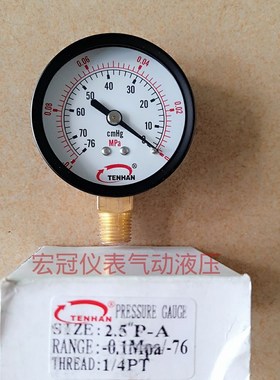 0.06
0.04
0.08
0.02
50
40
30
20
70
10
-76
0
cmHg
MPa
TENHAN
®
宏冠仪表气动液压
TENHAN
®
PRESSURE GAUGE
SIZE: 2.5"P-A
RANGE: -0.1Mpa/-76
THREAD: 1/4PT